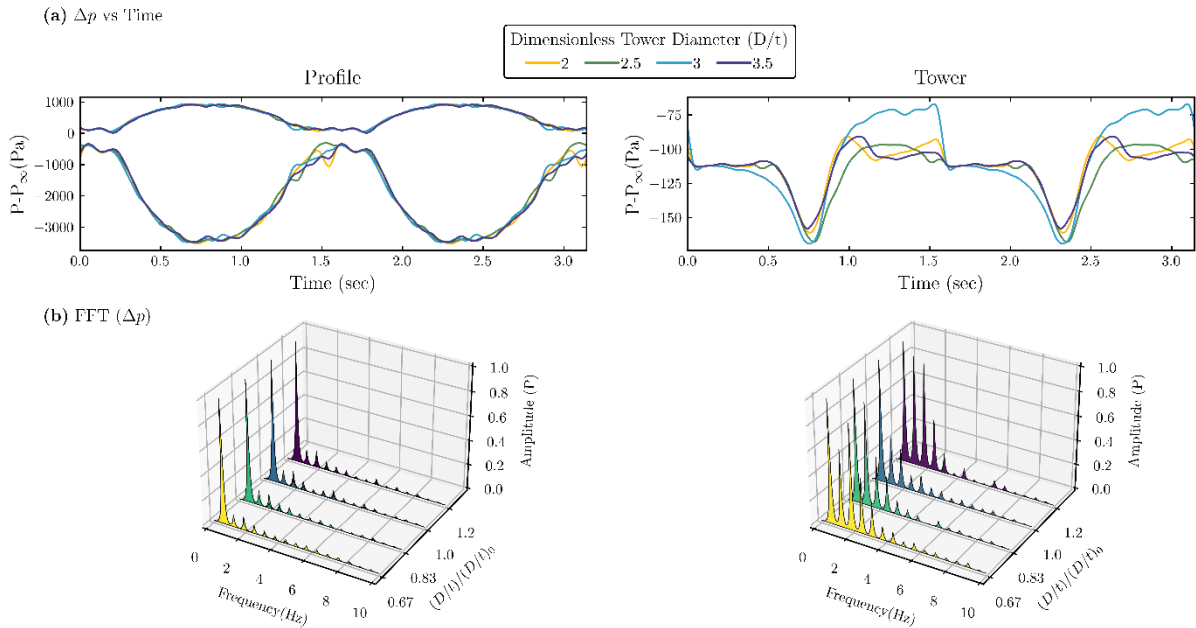 (a) Δp vs Time
Dimensionless Tower Diameter (D/t)
2 2.5 3 3.5
Profile
Tower
P-P∞(Pa)
1000
0
−1000
−2000
−3000
0.0 0.5 1.0 1.5 2.0 2.5 3.0
Time (sec)
P-P∞(Pa)
−75
−100
−125
−150
0.0 0.5 1.0 1.5 2.0 2.5 3.0
Time (sec)
(b) FFT (Δp)
1.0
0.8
0.6
0.4
0.2
0.0
Amplitude (P)
0 2 4 6 8 10
Frequency(Hz)
0.67 0.83 1.0 1.2
(D/t)/(D/t)₀
1.0
0.8
0.6
0.4
0.2
0.0
Amplitude (P)
0 2 4 6 8 10
Frequency(Hz)
0.67 0.83 1.0 1.2
(D/t)/(D/t)₀